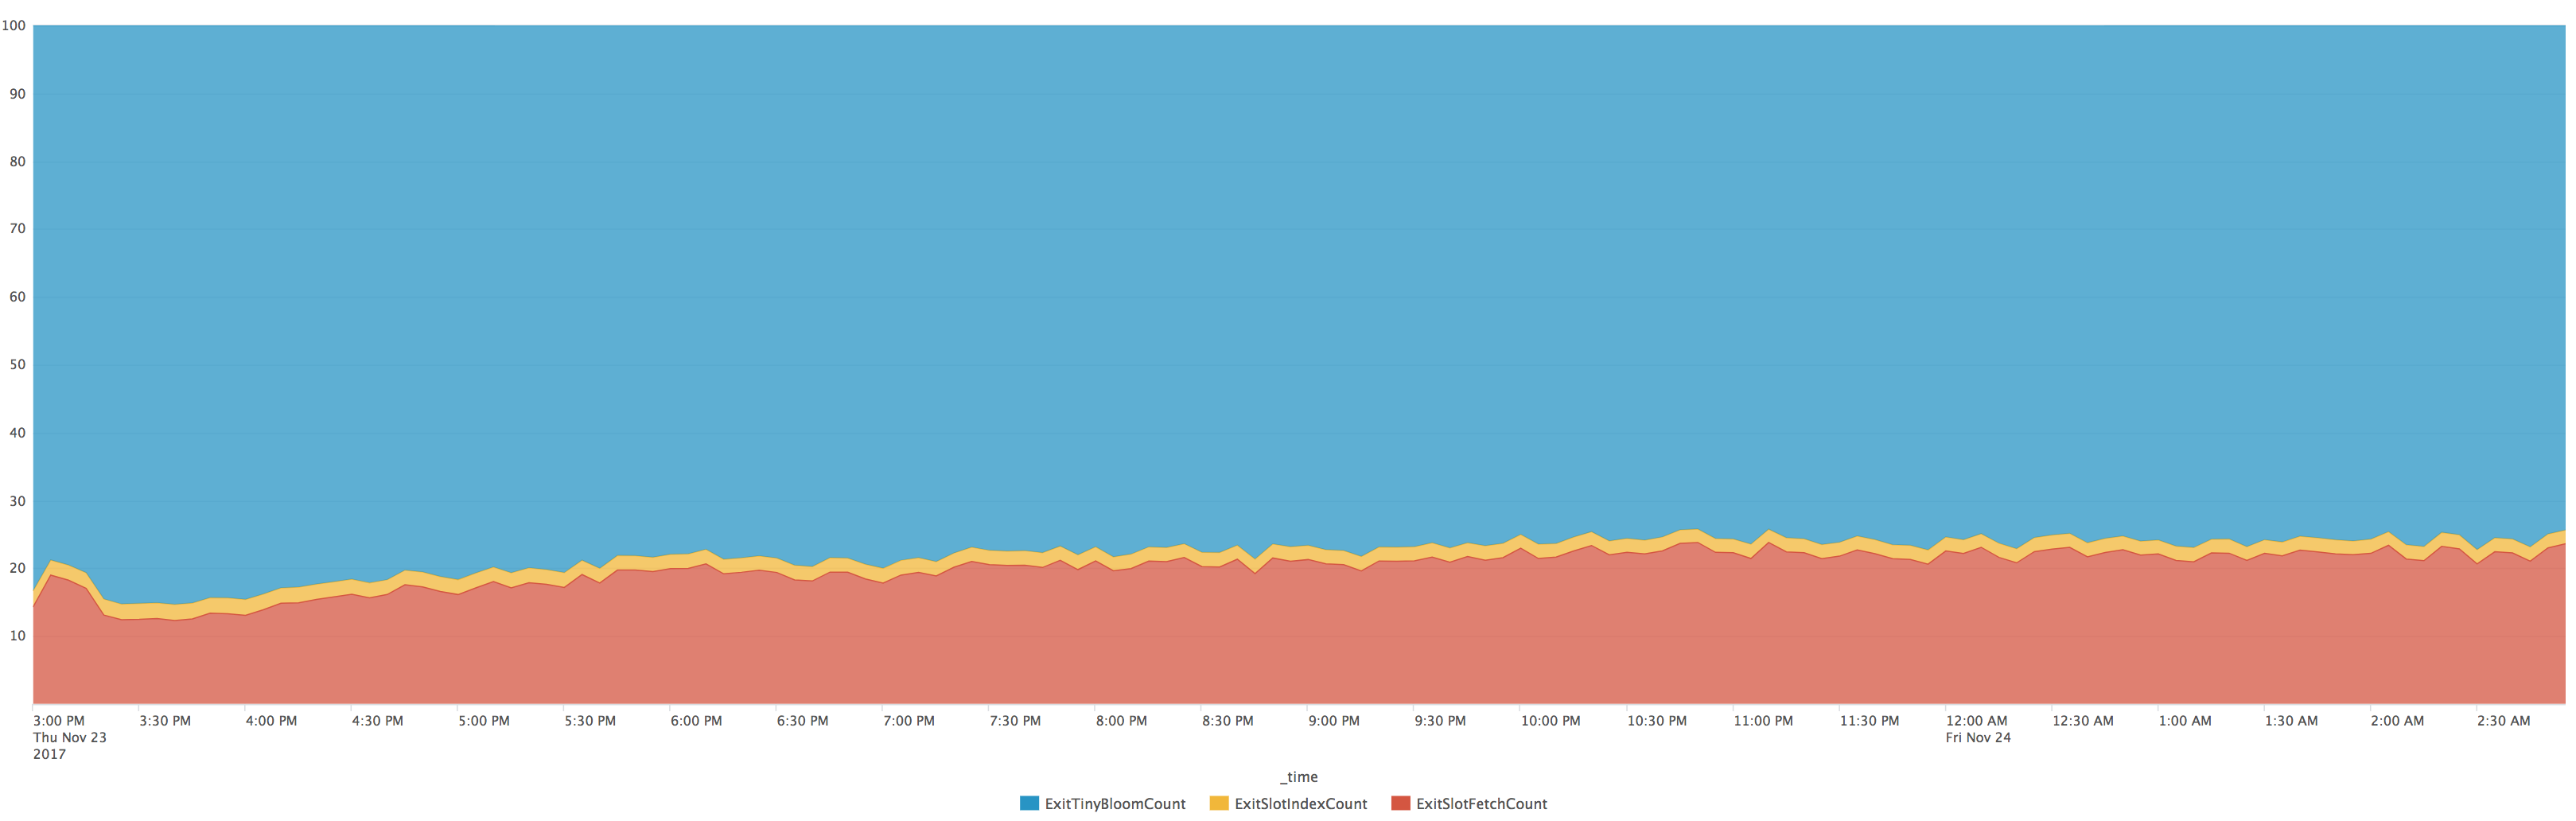 100
90
80
70
60
50
40
30
20
10
3:00 PM 3:30 PM 4:00 PM 4:30 PM 5:00 PM 5:30 PM 6:00 PM 6:30 PM 7:00 PM 7:30 PM 8:00 PM 8:30 PM 9:00 PM 9:30 PM 10:00 PM 10:30 PM 11:00 PM 11:30 PM 12:00 AM 12:30 AM 1:00 AM 1:30 AM 2:00 AM 2:30 AM
Thu Nov 23 Fri Nov 24
2017
_time
ExitTinyBloomCount ExitSlotIndexCount ExitSlotFetchCount